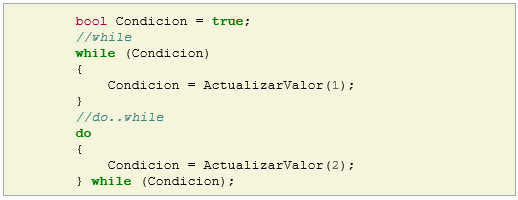 bool Condicion = true;
//while
while (Condicion)
{
    Condicion = ActualizarValor(1);
}
//do..while
do
{
    Condicion = ActualizarValor(2);
} while (Condicion);